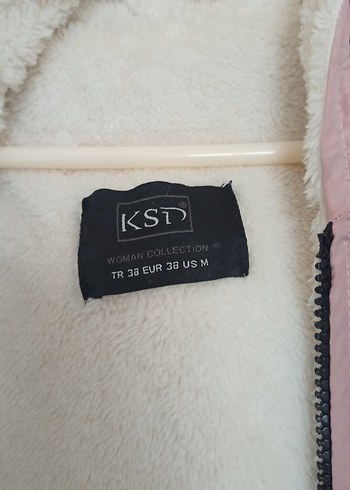 KSD®
WOMAN COLLECTION
TR 38 EUR 38 US M